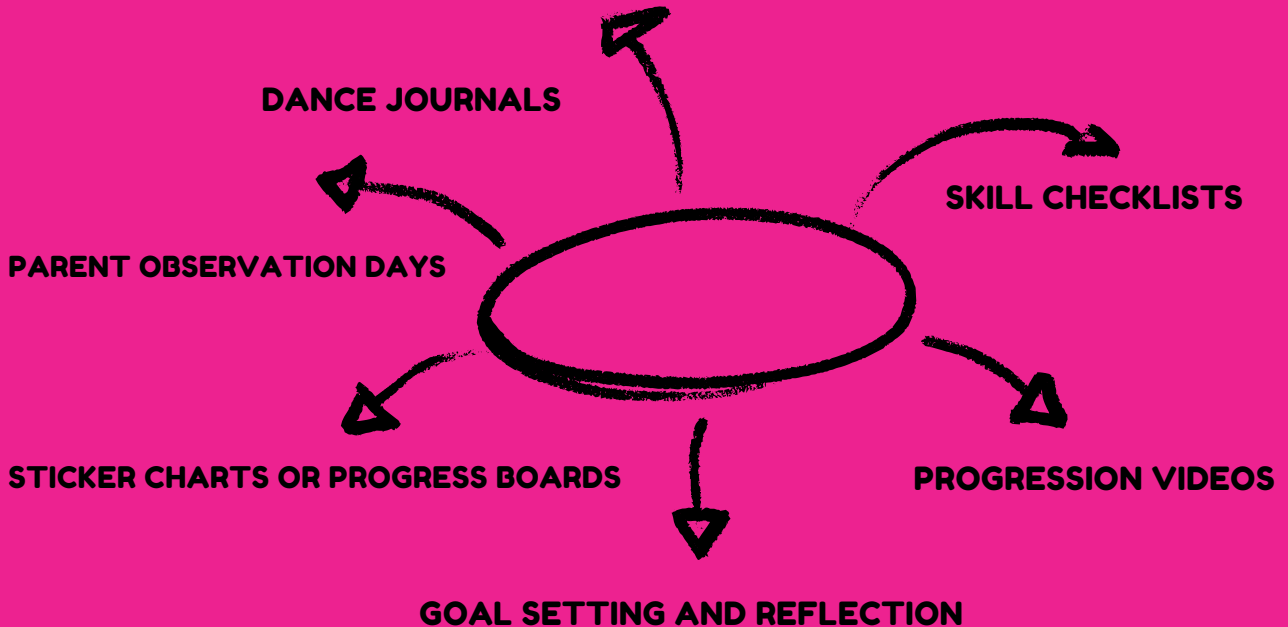 DANCE JOURNALS
SKILL CHECKLISTS
PARENT OBSERVATION DAYS
STICKER CHARTS OR PROGRESS BOARDS
PROGRESSION VIDEOS
GOAL SETTING AND REFLECTION